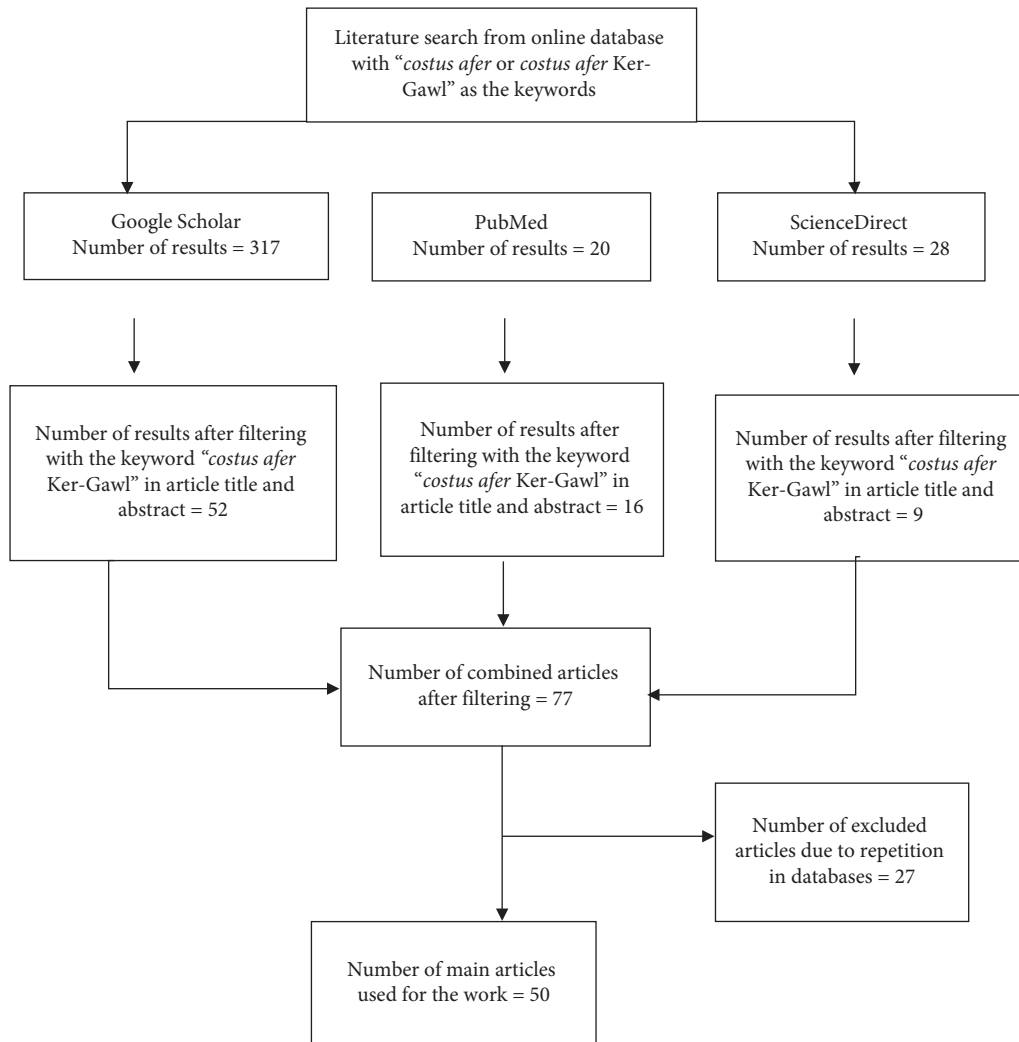 Literature search from online database
with “costus afer or costus afer Ker-
Gawl” as the keywords
Google Scholar
Number of results = 317
PubMed
Number of results = 20
ScienceDirect
Number of results = 28
Number of results after filtering
with the keyword “costus afer
Ker-Gawl” in article title and
abstract = 52
Number of results after
filtering with the keyword
“costus afer Ker-Gawl” in
article title and abstract = 16
Number of results after filtering
with the keyword “costus afer
Ker-Gawl” in article title and
abstract = 9
Number of combined articles
after filtering = 77
Number of excluded
articles due to repetition
in databases = 27
Number of main articles
used for the work = 50